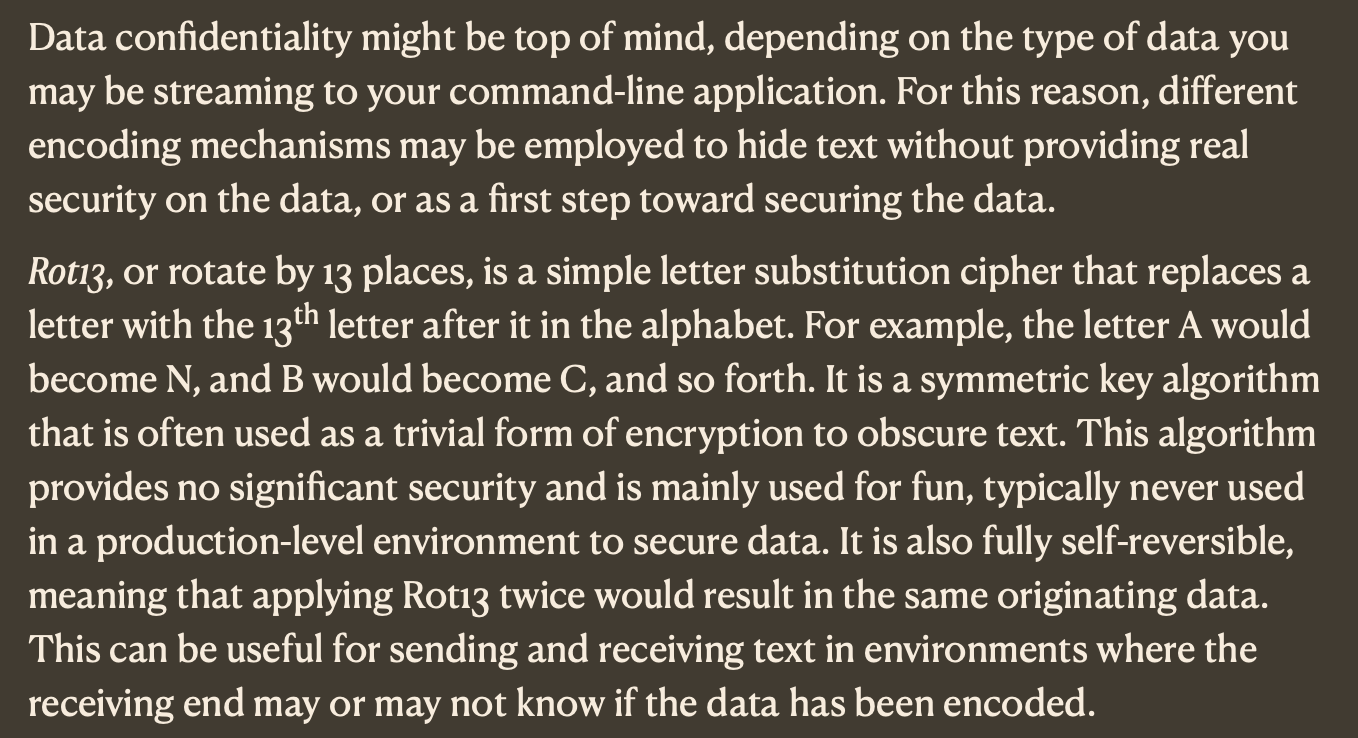 Data confidentiality might be top of mind, depending on the type of data you
may be streaming to your command-line application. For this reason, different
encoding mechanisms may be employed to hide text without providing real
security on the data, or as a first step toward securing the data.
Rot13, or rotate by 13 places, is a simple letter substitution cipher that replaces a
letter with the 13th letter after it in the alphabet. For example, the letter A would
become N, and B would become C, and so forth. It is a symmetric key algorithm
that is often used as a trivial form of encryption to obscure text. This algorithm
provides no significant security and is mainly used for fun, typically never used
in a production-level environment to secure data. It is also fully self-reversible,
meaning that applying Rot13 twice would result in the same originating data.
This can be useful for sending and receiving text in environments where the
receiving end may or may not know if the data has been encoded.